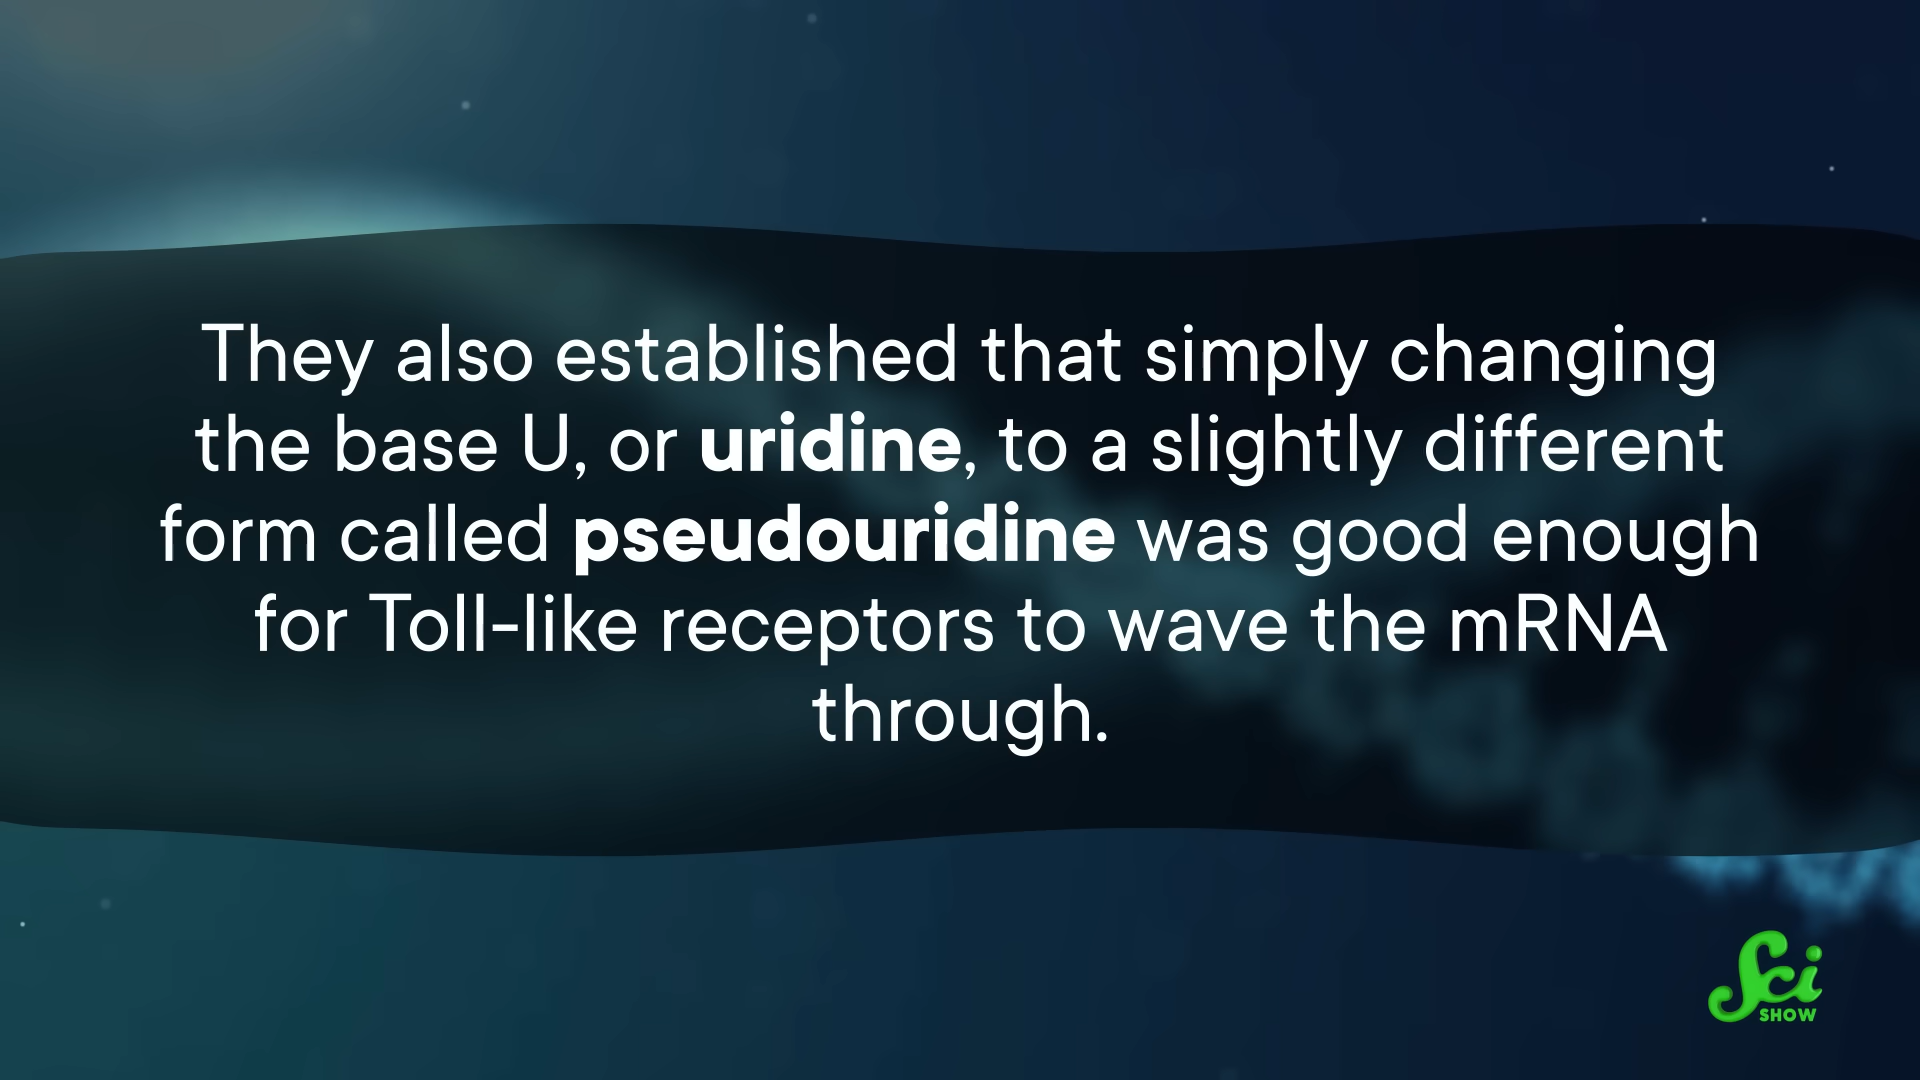 They also established that simply changing
the base U, or uridine, to a slightly different
form called pseudouridine was good enough
for Toll-like receptors to wave the mRNA
through.
Sci
SHOW